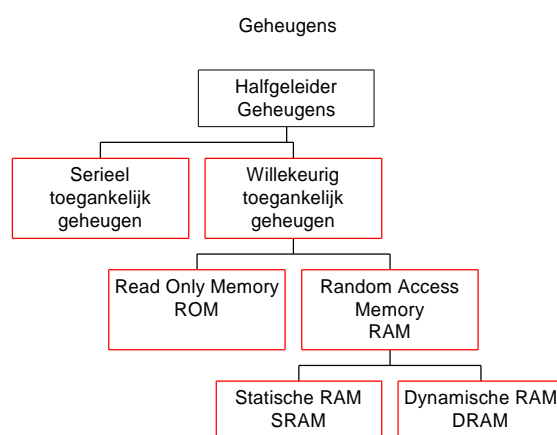 Geheugens
Halfgeleider
Geheugens
Serieel
toegankelijk
geheugen
Willekeurig
toegankelijk
geheugen
Read Only Memory
ROM
Random Access
Memory
RAM
Statische RAM
SRAM
Dynamische RAM
DRAM